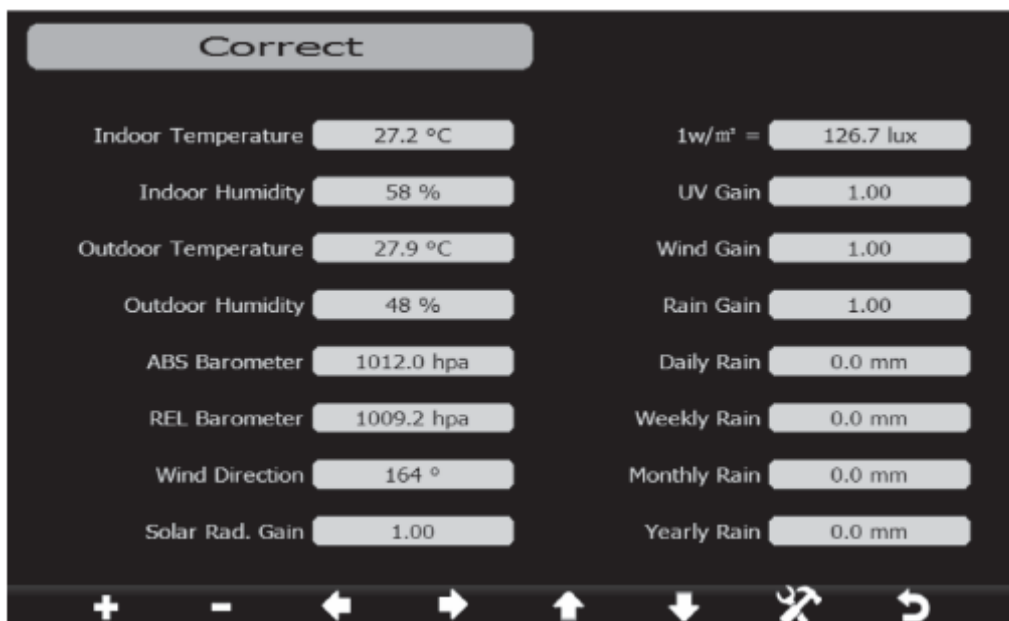 Correct
Indoor Temperature 27.2 °C
Indoor Humidity 58 %
Outdoor Temperature 27.9 °C
Outdoor Humidity 48 %
ABS Barometer 1012.0 hpa
REL Barometer 1009.2 hpa
Wind Direction 164 °
Solar Rad. Gain 1.00
1w/㎡ = 126.7 lux
UV Gain 1.00
Wind Gain 1.00
Rain Gain 1.00
Daily Rain 0.0 mm
Weekly Rain 0.0 mm
Monthly Rain 0.0 mm
Yearly Rain 0.0 mm